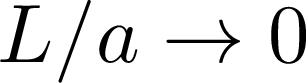 L/a → 0